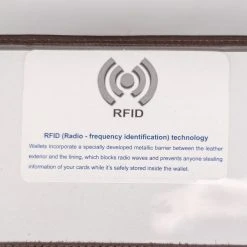 RFID
RFID (Radio - frequency identification) technology
Wallets incorporate a specially developed metallic barrier between the leather
exterior and the lining, which blocks radio waves and prevents anyone stealing
information of your cards while it's safely stored inside the wallet.